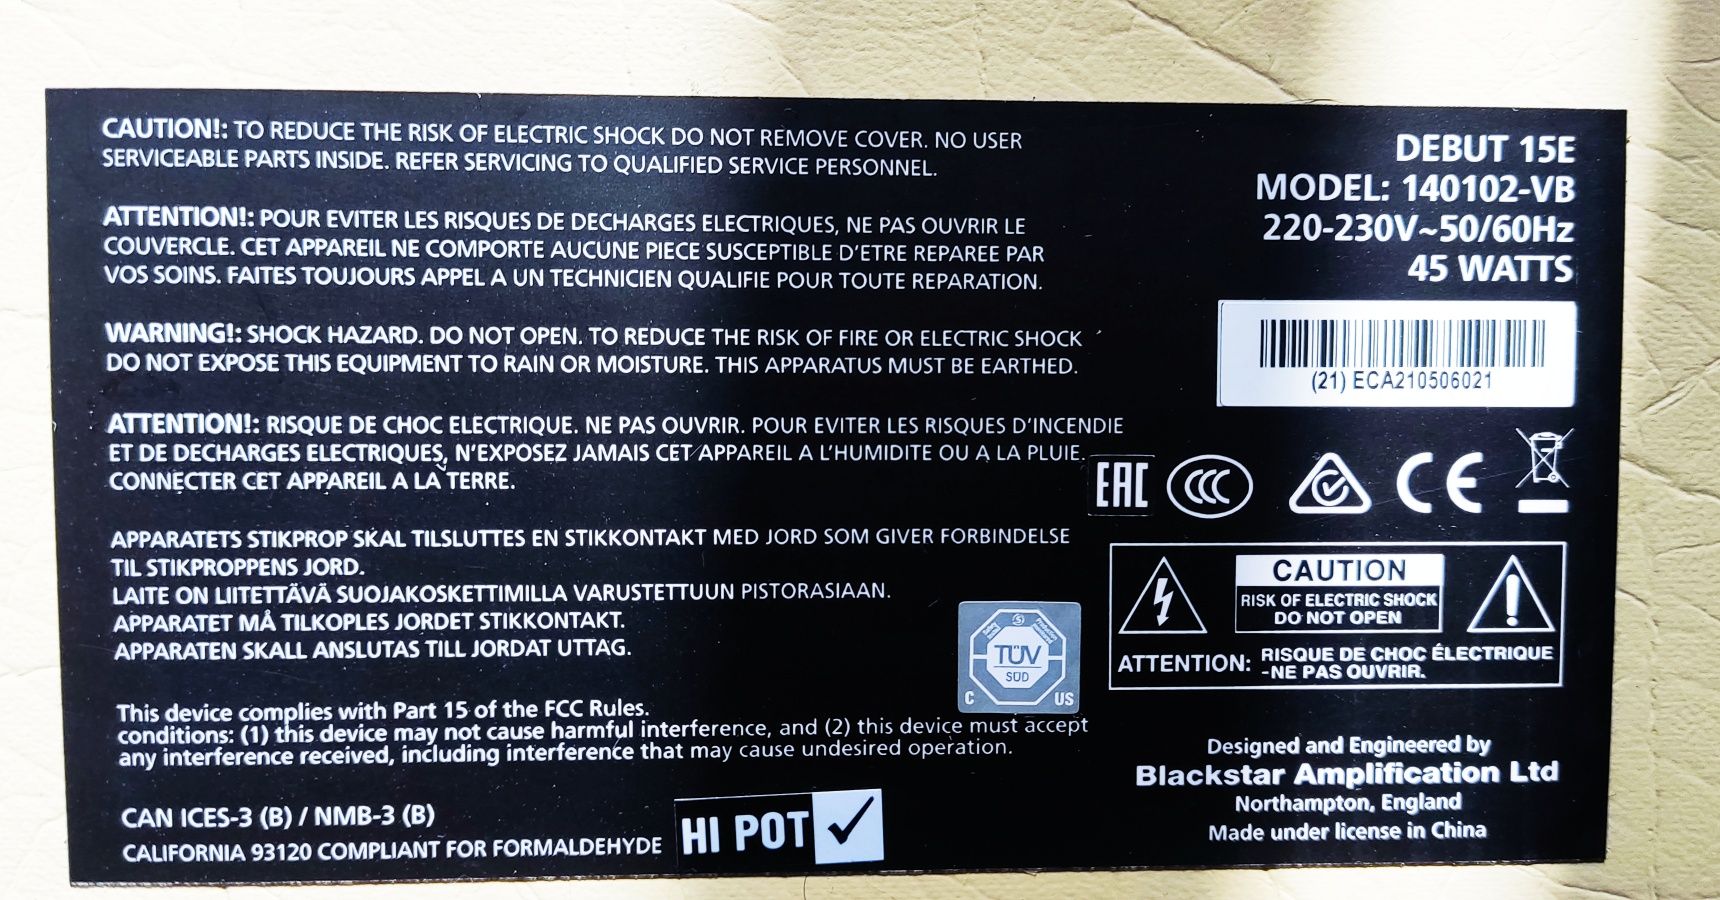 CAUTION!: TO REDUCE THE RISK OF ELECTRIC SHOCK DO NOT REMOVE COVER. NO USER
SERVICEABLE PARTS INSIDE. REFER SERVICING TO QUALIFIED SERVICE PERSONNEL.
ATTENTION!: POUR EVITER LES RISQUES DE DECHARGES ELECTRIQUES, NE PAS OUVRIR LE
COUVERCLE. CET APPAREIL NE COMPORTE AUCUNE PIECE SUSCEPTIBLE D'ETRE REPAREE PAR
VOS SOINS. FAITES TOUJOURS APPEL A UN TECHNICIEN QUALIFIE POUR TOUTE REPARATION.
WARNING!: SHOCK HAZARD. DO NOT OPEN. TO REDUCE THE RISK OF FIRE OR ELECTRIC SHOCK
DO NOT EXPOSE THIS EQUIPMENT TO RAIN OR MOISTURE. THIS APPARATUS MUST BE EARTHED.
ATTENTION!: RISQUE DE CHOC ELECTRIQUE. NE PAS OUVRIR. POUR EVITER LES RISQUES D'INCENDIE
ET DE DECHARGES ELECTRIQUES, N'EXPOSEZ JAMAIS CET APPAREIL A L'HUMIDITE OU A LA PLUIE.
CONNECTER CET APPAREIL A LA TERRE.
APPARATETS STIKPROP SKAL TILSLUTTES EN STIKKONTAKT MED JORD SOM GIVER FORBINDELSE
TIL STIKPROPPENS JORD.
LAITE ON LIITETTÄVÄ SUOJAKOSKETTIMILLA VARUSTETTUUN PISTORASIAAN.
APPARATET MÅ TILKOPLES JORDET STIKKONTAKT.
APPARATEN SKALL ANSLUTAS TILL JORDAT UTTAG.
This device complies with Part 15 of the FCC Rules.
conditions: (1) this device may not cause harmful interference, and (2) this device must accept
any interference received, including interference that may cause undesired operation.
CAN ICES-3 (B) / NMB-3 (B)
CALIFORNIA 93120 COMPLIANT FOR FORMALDEHYDE
HI POT
TÜV
SÜD
C US
DEBUT 15E
MODEL: 140102-VB
220-230V~50/60Hz
45 WATTS
(21) ECA210506021
EAC CCC CE
CAUTION
RISK OF ELECTRIC SHOCK
DO NOT OPEN
ATTENTION: RISQUE DE CHOC ÉLECTRIQUE
-NE PAS OUVRIR.
Designed and Engineered by
Blackstar Amplification Ltd
Northampton, England
Made under license in China